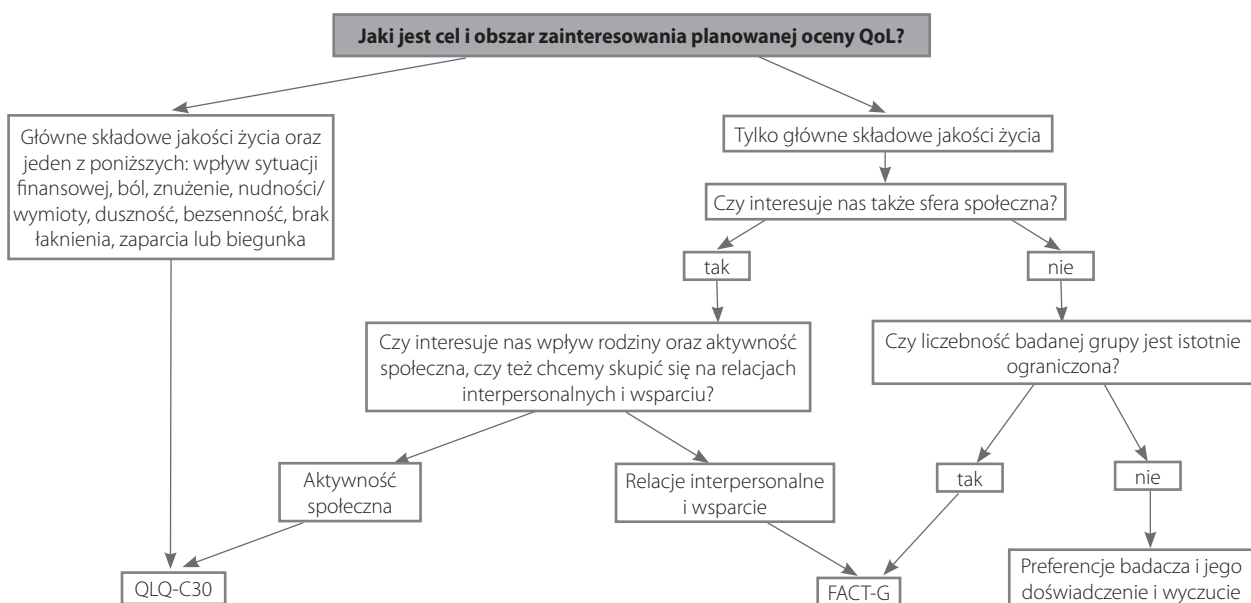 Jaki jest cel i obszar zainteresowania planowanej oceny QoL?
Główne składowe jakości życia oraz
jeden z poniższych: wpływ sytuacji
finansowej, ból, znużenie, nudności/
wymioty, duszność, bezsenność, brak
łaknienia, zaparcia lub biegunka
Tylko główne składowe jakości życia
Czy interesuje nas także sfera społeczna?
tak
nie
Czy interesuje nas wpływ rodziny oraz aktywność
społeczna, czy też chcemy skupić się na relacjach
interpersonalnych i wsparciu?
Czy liczebność badanej grupy jest istotnie
ograniczona?
Aktywność
społeczna
Relacje interpersonalne
i wsparcie
tak
nie
QLQ-C30
FACT-G
Preferencje badacza i jego
doświadczenie i wyczucie